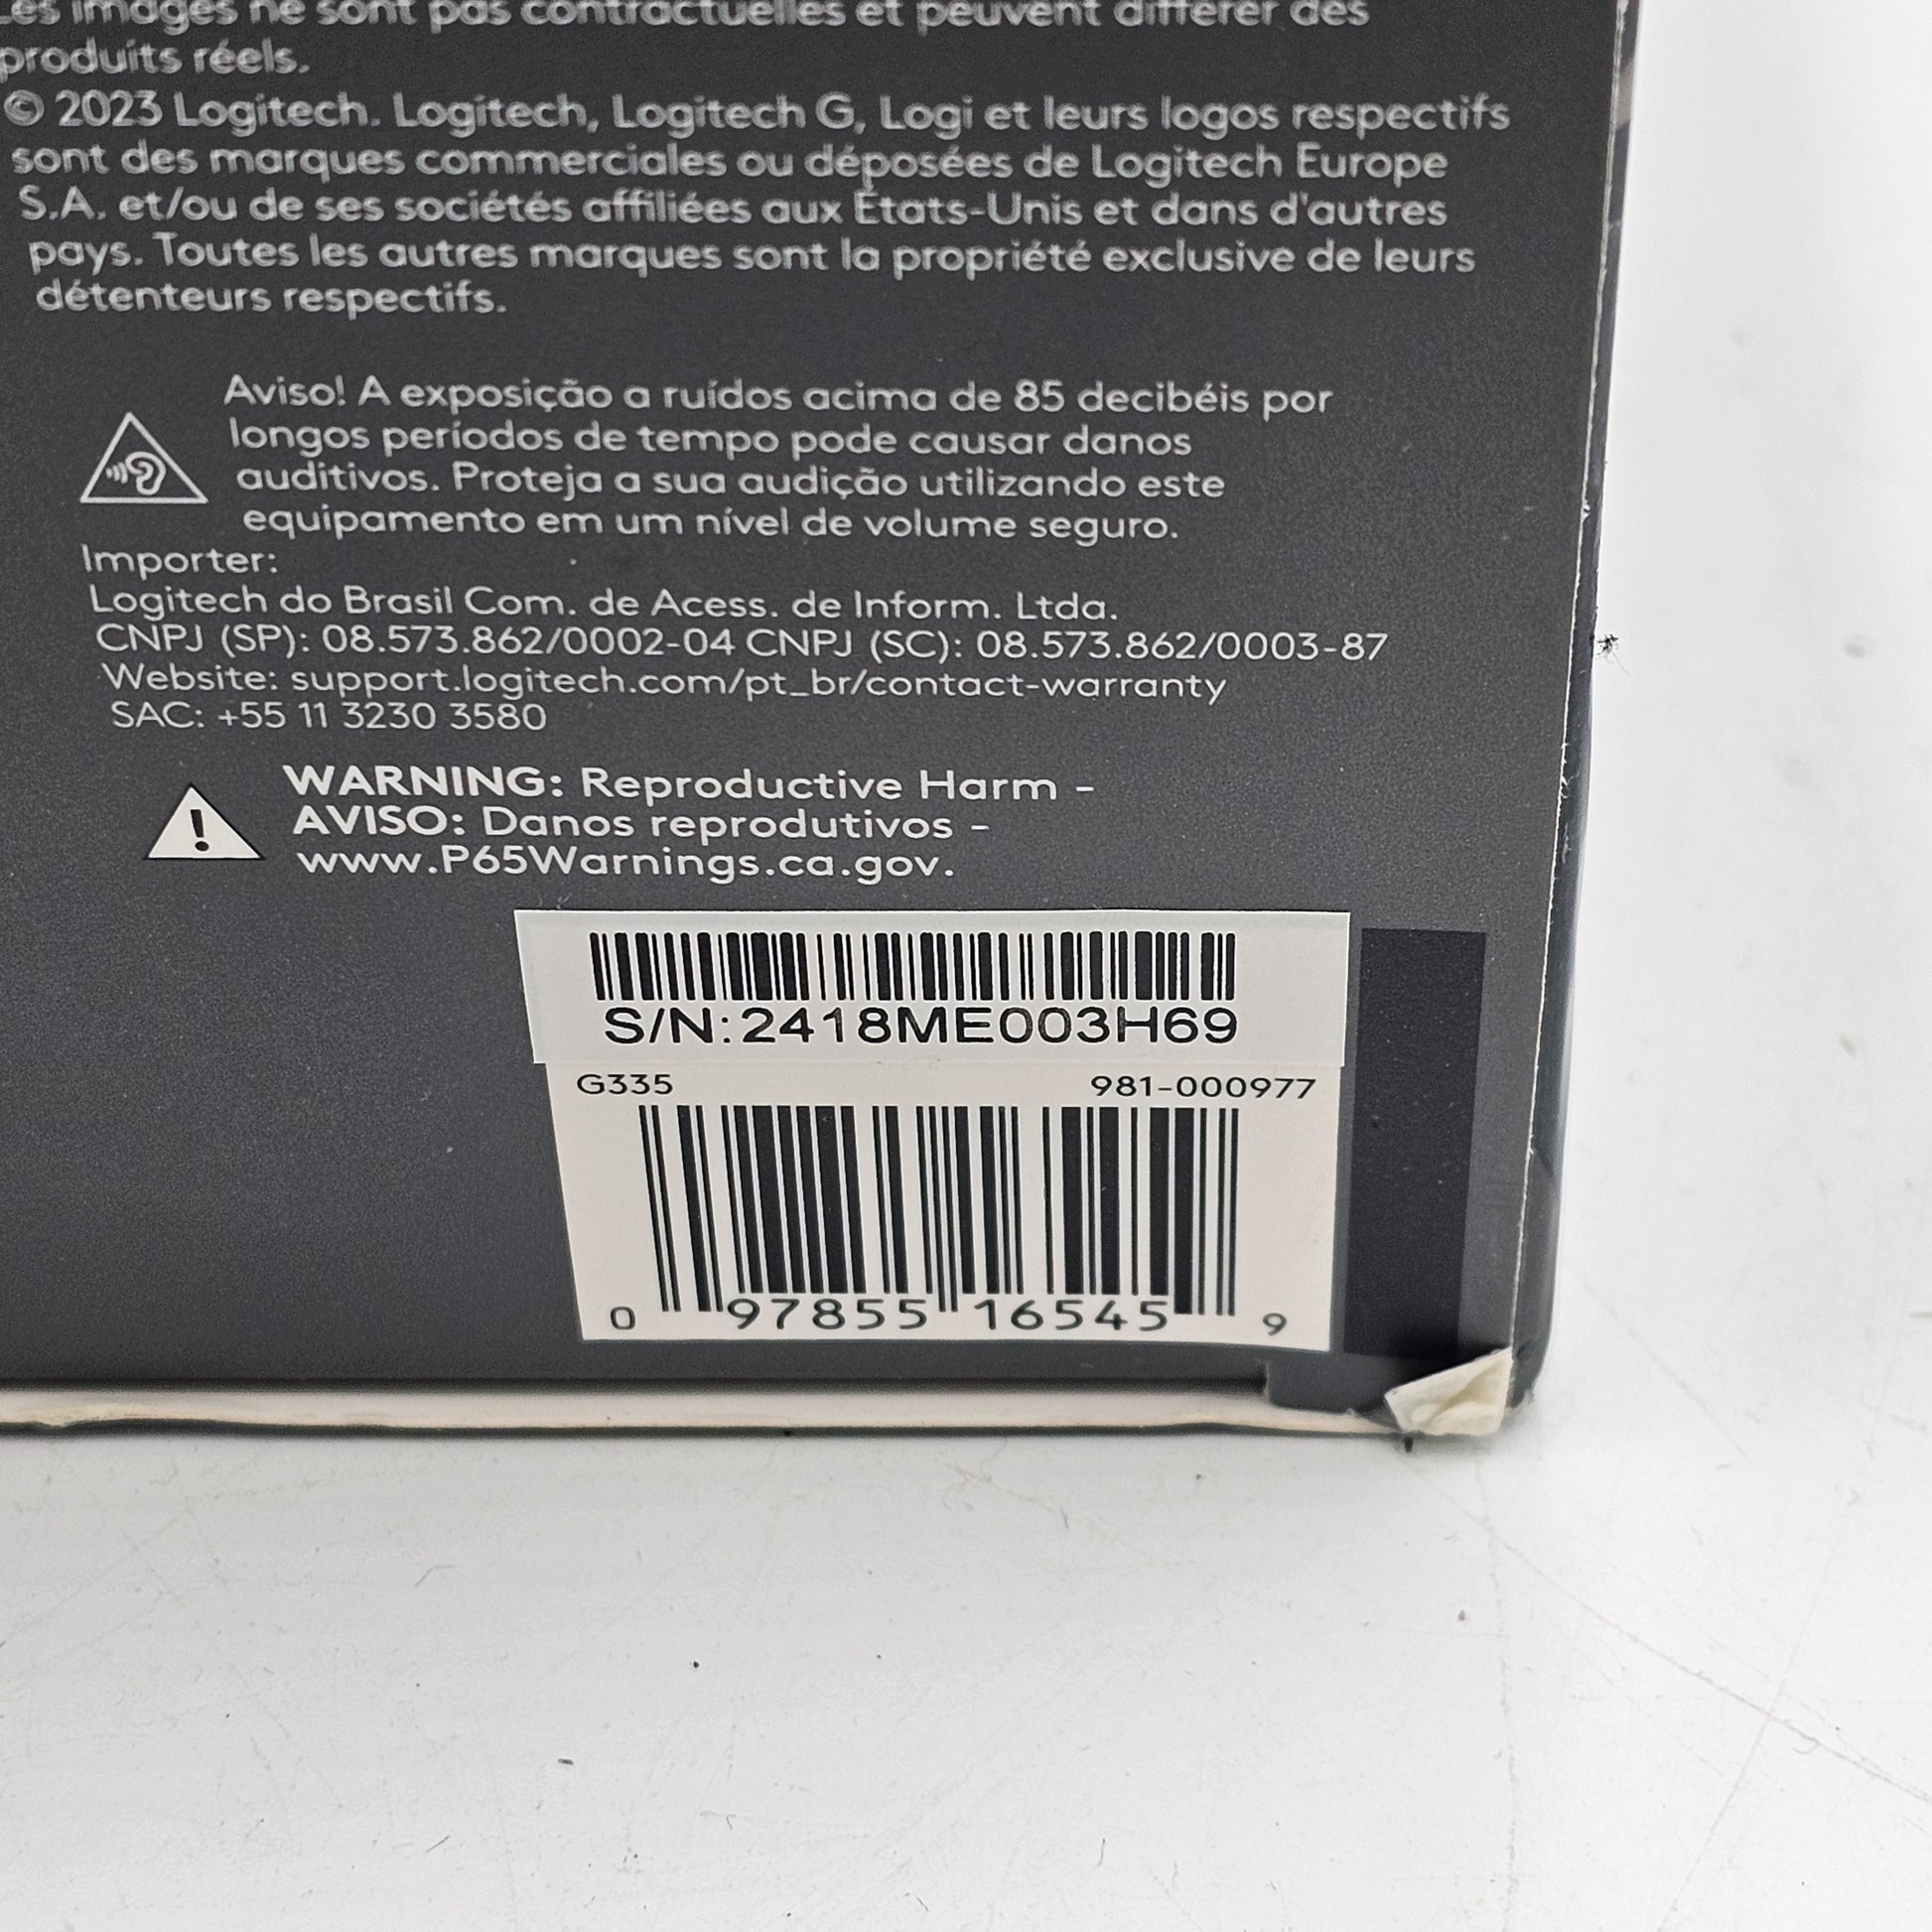 es images ne sont pas contractuelles et peuvent différer des
produits réels.
© 2023 Logitech. Logitech, Logitech G, Logi et leurs logos respectifs
sont des marques commerciales ou déposées de Logitech Europe
S.A. et/ou de ses sociétés affiliées aux États-Unis et dans d'autres
pays. Toutes les autres marques sont la propriété exclusive de leurs
détenteurs respectifs.
Aviso! A exposição a ruídos acima de 85 decibéis por
longos períodos de tempo pode causar danos
auditivos. Proteja a sua audição utilizando este
equipamento em um nível de volume seguro.
Importer:
Logitech do Brasil Com. de Acess. de Inform. Ltda.
CNPJ (SP): 08.573.862/0002-04 CNPJ (SC): 08.573.862/0003-87
Website: support.logitech.com/pt_br/contact-warranty
SAC: +55 11 3230 3580
WARNING: Reproductive Harm -
AVISO: Danos reprodutivos -
www.P65Warnings.ca.gov.
S/N:2418ME003H69
G335 981-000977
0 97855 16545 9